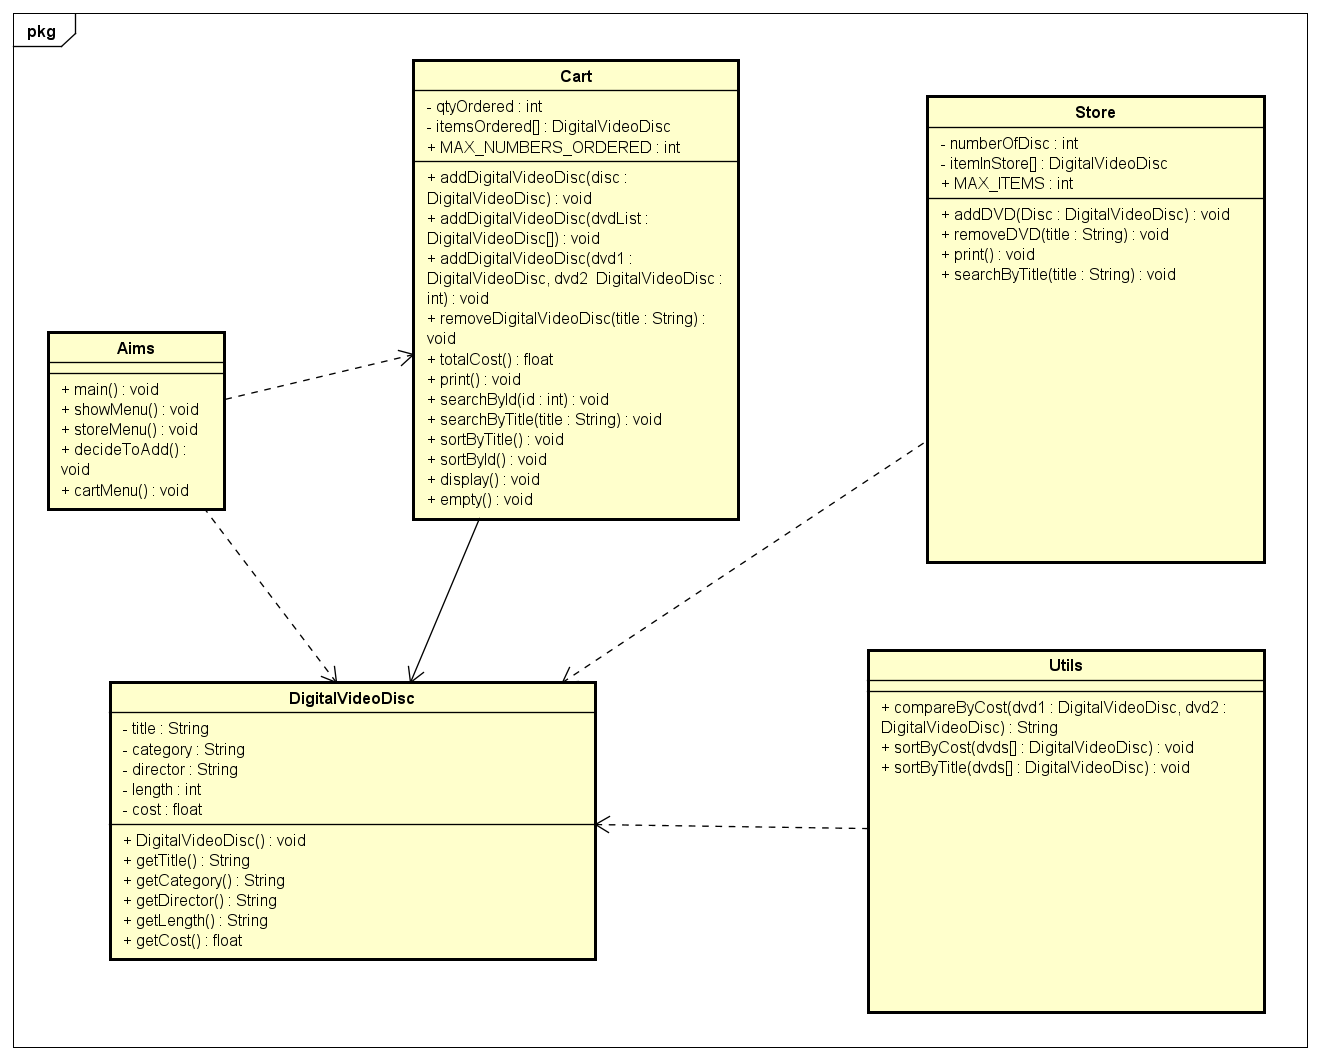 pkg
Cart
- qtyOrdered : int
- itemsOrdered[] : DigitalVideoDisc
+ MAX_NUMBERS_ORDERED : int
+ addDigitalVideoDisc(disc :
DigitalVideoDisc) : void
+ addDigitalVideoDisc(dvdList :
DigitalVideoDisc[]) : void
+ addDigitalVideoDisc(dvd1 :
DigitalVideoDisc, dvd2  DigitalVideoDisc :
int) : void
+ removeDigitalVideoDisc(title : String) :
void
+ totalCost() : float
+ print() : void
+ searchById(id : int) : void
+ searchByTitle(title : String) : void
+ sortByTitle() : void
+ sortById() : void
+ display() : void
+ empty() : void
Store
- numberOfDisc : int
- itemInStore[] : DigitalVideoDisc
+ MAX_ITEMS : int
+ addDVD(Disc : DigitalVideoDisc) : void
+ removeDVD(title : String) : void
+ print() : void
+ searchByTitle(title : String) : void
Aims
+ main() : void
+ showMenu() : void
+ storeMenu() : void
+ decideToAdd() :
void
+ cartMenu() : void
DigitalVideoDisc
- title : String
- category : String
- director : String
- length : int
- cost : float
+ DigitalVideoDisc() : void
+ getTitle() : String
+ getCategory() : String
+ getDirector() : String
+ getLength() : String
+ getCost() : float
Utils
+ compareByCost(dvd1 : DigitalVideoDisc, dvd2 :
DigitalVideoDisc) : String
+ sortByCost(dvds[] : DigitalVideoDisc) : void
+ sortByTitle(dvds[] : DigitalVideoDisc) : void